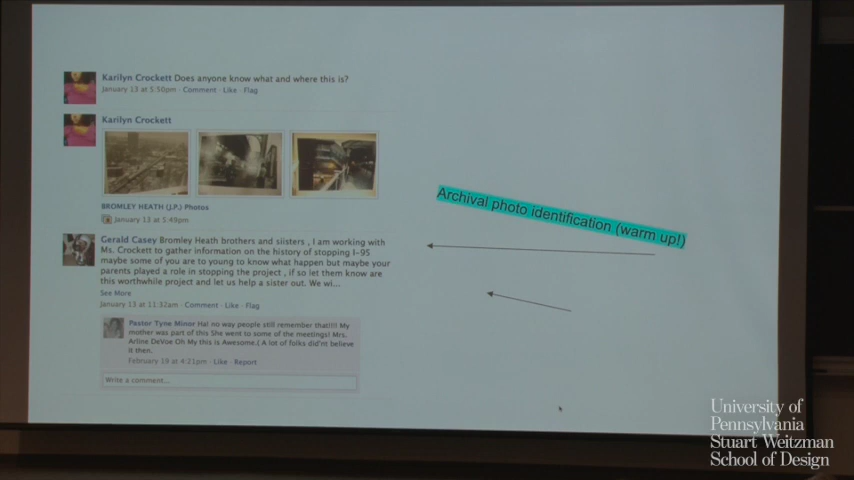 Karilyn Crockett Does anyone know what and where this is?
January 13 at 5:50pm · Comment · Like · Flag
Karilyn Crockett
BROMLEY HEATH (J.P.) Photos
January 13 at 5:49pm
Archival photo identification (warm up!)
Gerald Casey Bromley Heath brothers and siisters , I am working with
Ms. Crockett to gather information on the history of stopping I-95
maybe some of you are to young to know what happen but maybe your
parents played a role in stopping the project , if so let them know are
this worthwhile project and let us help a sister out. We wi...
See More
January 13 at 11:32am · Comment · Like · Flag
Pastor Tyne Minor Ha! no way people still remember that!!!! My
mother was part of this She went to some of the meetings! Mrs.
Arline DeVoe Oh My this is Awesome.( A lot of folks did'nt believe
it then.
February 19 at 4:21pm · Like · Report
Write a comment...
University of
Pennsylvania
Stuart Weitzman
School of Design